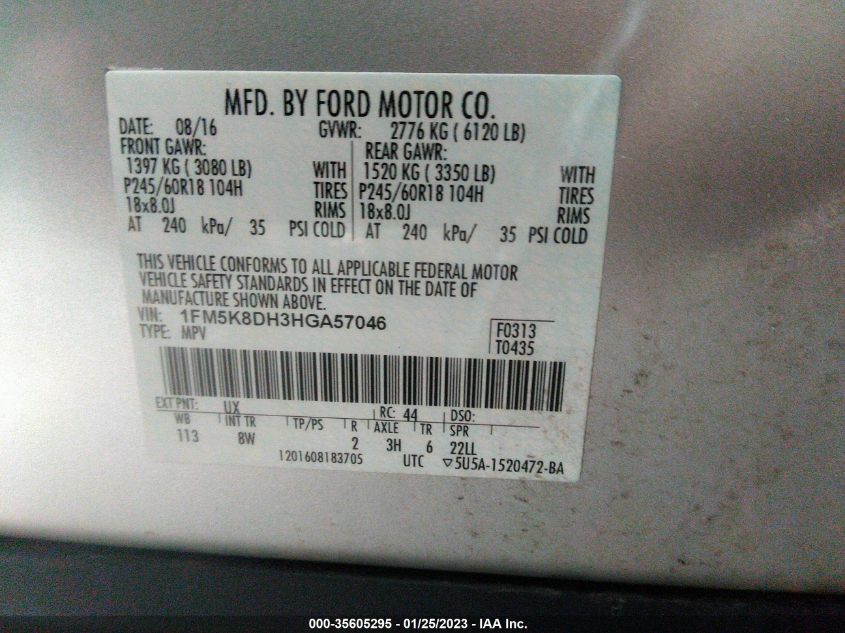 MFD. BY FORD MOTOR CO.
DATE: 08/16 GVWR: 2776 KG ( 6120 LB)
FRONT GAWR: REAR GAWR:
1397 KG ( 3080 LB) WITH 1520 KG ( 3350 LB) WITH
P245/60R18 104H TIRES P245/60R18 104H TIRES
18x8.0J RIMS 18x8.0J RIMS
AT 240 kPa/ 35 PSI COLD AT 240 kPa/ 35 PSI COLD
THIS VEHICLE CONFORMS TO ALL APPLICABLE FEDERAL MOTOR
VEHICLE SAFETY STANDARDS IN EFFECT ON THE DATE OF
MANUFACTURE SHOWN ABOVE.
VIN: 1FM5K8DH3HGA57046 F0313
TYPE: MPV T0435
EXT PNT: UX RC: 44 DSO:
WB INT TR TP/PS R AXLE TR SPR
113 BW 2 3H 6 22LL
1201608183705 UTC ▽5U5A-1520472-BA
000-35605295 - 01/25/2023 - IAA Inc.